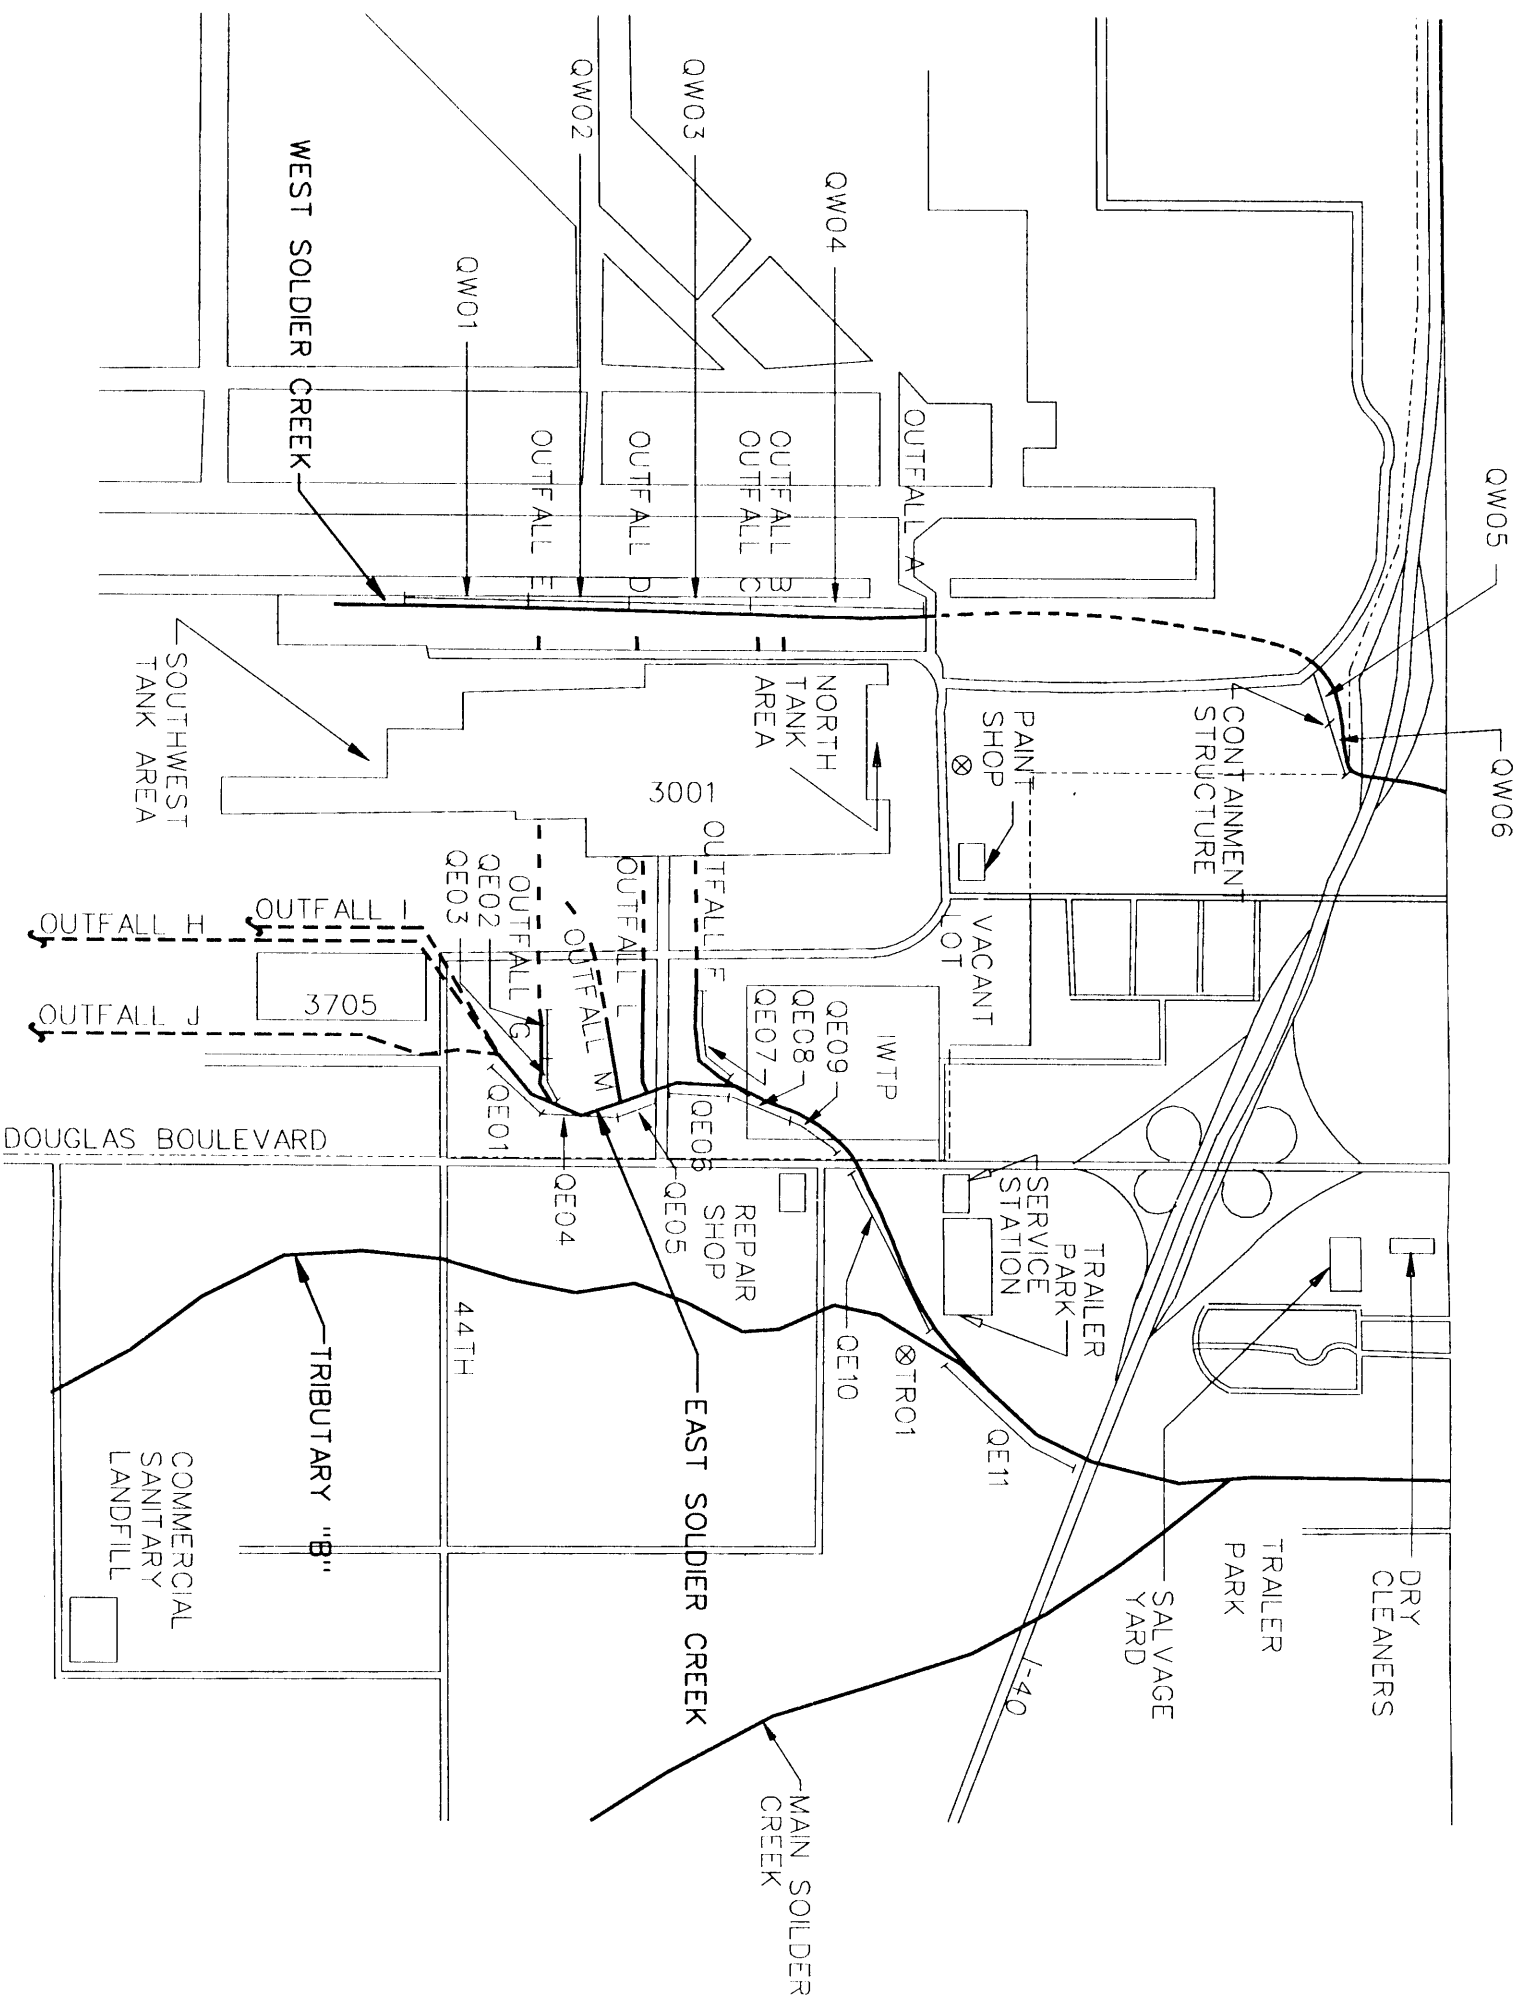 QW05
QW06
DRY
CLEANERS
CONTAINMENT
STRUCTURE
TRAILER
PARK
SALVAGE
YARD
PAINT
SHOP
VACANT
LOT
SERVICE
STATION
TRAILER
PARK
I-40
QE11
OUTFALL A
TR01
QW04
NORTH
TANK
AREA
IWTP
QE09
QE08
QE07
QE10
MAIN SOILDER
CREEK
OUTFALL B
OUTFALL C
QW03
3001
OUTFALL F
REPAIR
SHOP
QE06
QE05
EAST SOLDIER CREEK
OUTFALL D
OUTFALL L
QW02
OUTFALL E
OUTFALL M
OUTFALL G
QE04
QW01
QE02
QE03
QE01
44TH
WEST SOLDIER CREEK
OUTFALL I
3705
TRIBUTARY "B"
SOUTHWEST
TANK AREA
OUTFALL H
OUTFALL J
DOUGLAS BOULEVARD
COMMERCIAL
SANITARY
LANDFILL